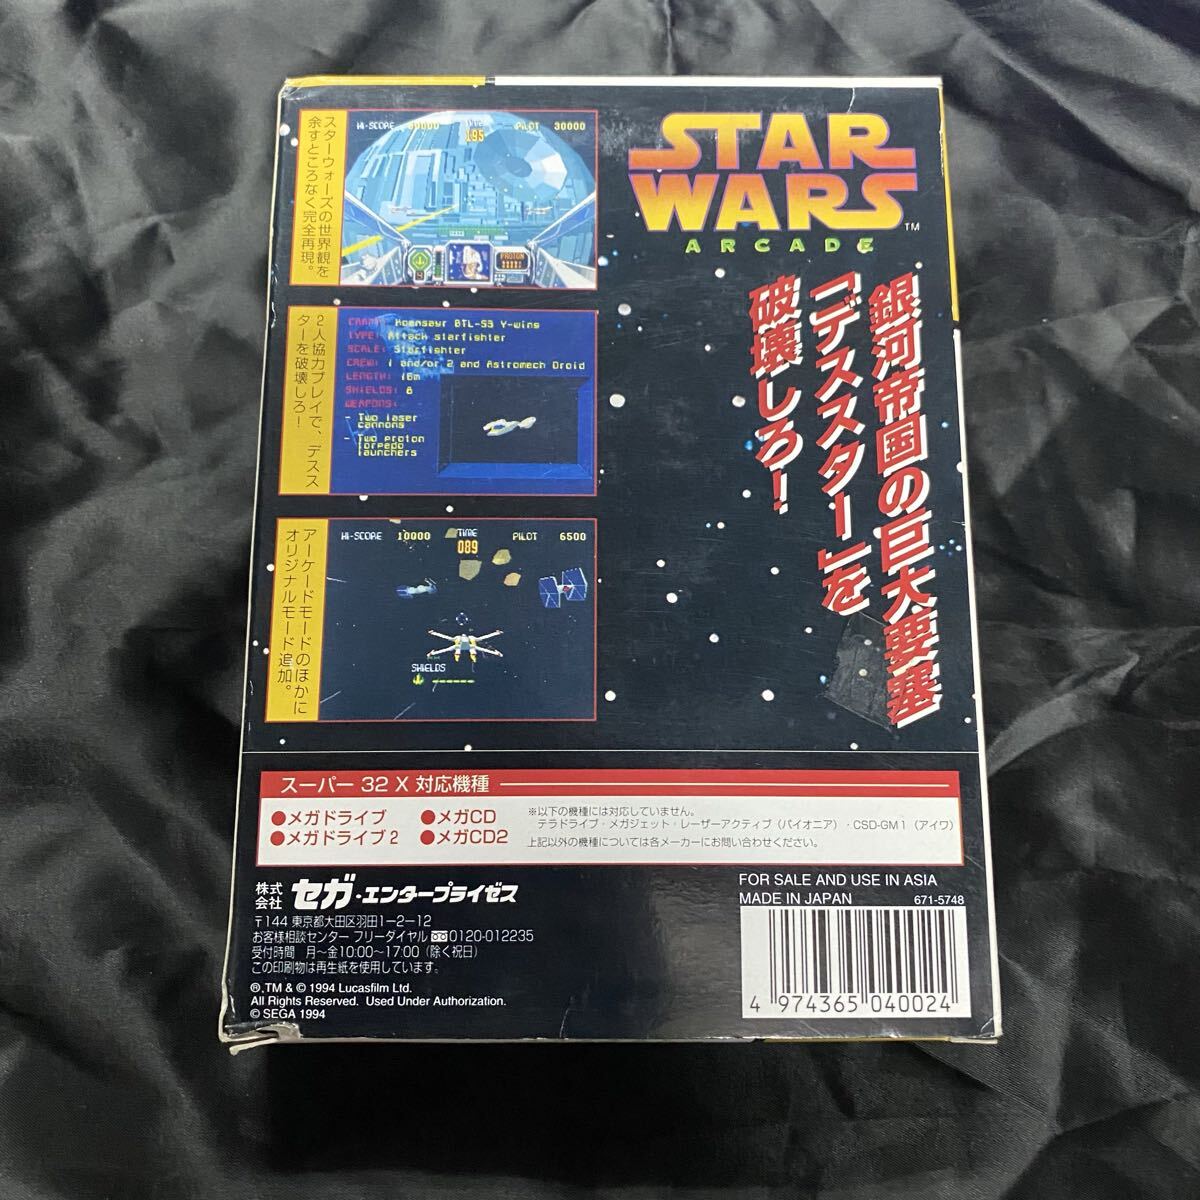 STAR
WARS
TM
ARCADE
銀河帝国の巨大要塞
「デススター」を
破壊しろ！
スターウォーズの世界観を
余すところなく完全再現。
HI-SCORE 30000
TIME
195
PILOT 30000
2人協力プレイで、デスス
ターを破壊しろ！
CRAFT: Koensayr BTL-S3 Y-wing
TYPE: Attack starfighter
SCALE: Starfighter
CREW: 1 and/or 2 and Astromech Droid
LENGTH: 16m
SHIELDS: 8
WEAPONS:
- Two laser
cannons
- Two proton
torpedo
launchers
アーケードモードのほかに
オリジナルモード追加。
HI-SCORE 10000
TIME
089
PILOT 6500
SHIELDS
スーパー 32 X 対応機種
●メガドライブ ●メガCD
●メガドライブ2 ●メガCD2
※以下の機種には対応していません。
テラドライブ・メガジェット・レーザーアクティブ（パイオニア）・CSD-GM1（アイワ）
上記以外の機種については各メーカーにお問い合わせください。
株式会社 セガ・エンタープライゼス
〒144 東京都大田区羽田1-2-12
お客様相談センター フリーダイヤル 0120-012235
受付時間 月～金10:00～17:00（除く祝日）
この印刷物は再生紙を使用しています。
®,TM & © 1994 Lucasfilm Ltd.
All Rights Reserved. Used Under Authorization.
© SEGA 1994
FOR SALE AND USE IN ASIA
MADE IN JAPAN 671-5748
4 974365 040024